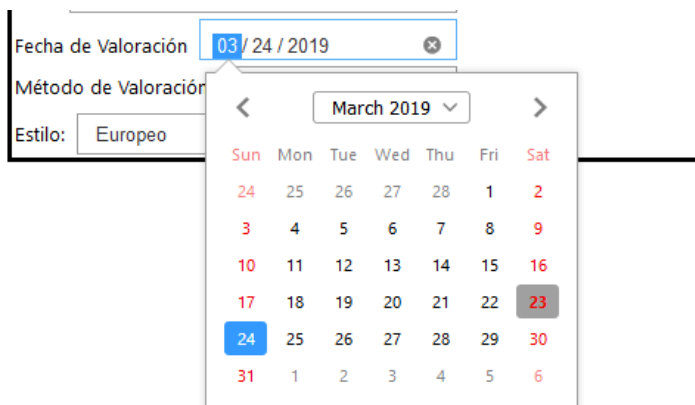 Fecha de Valoración 03 / 24 / 2019
Método de Valoración
March 2019
Estilo: Europeo
Sun Mon Tue Wed Thu Fri Sat
24 25 26 27 28 1 2
3 4 5 6 7 8 9
10 11 12 13 14 15 16
17 18 19 20 21 22 23
24 25 26 27 28 29 30
31 1 2 3 4 5 6